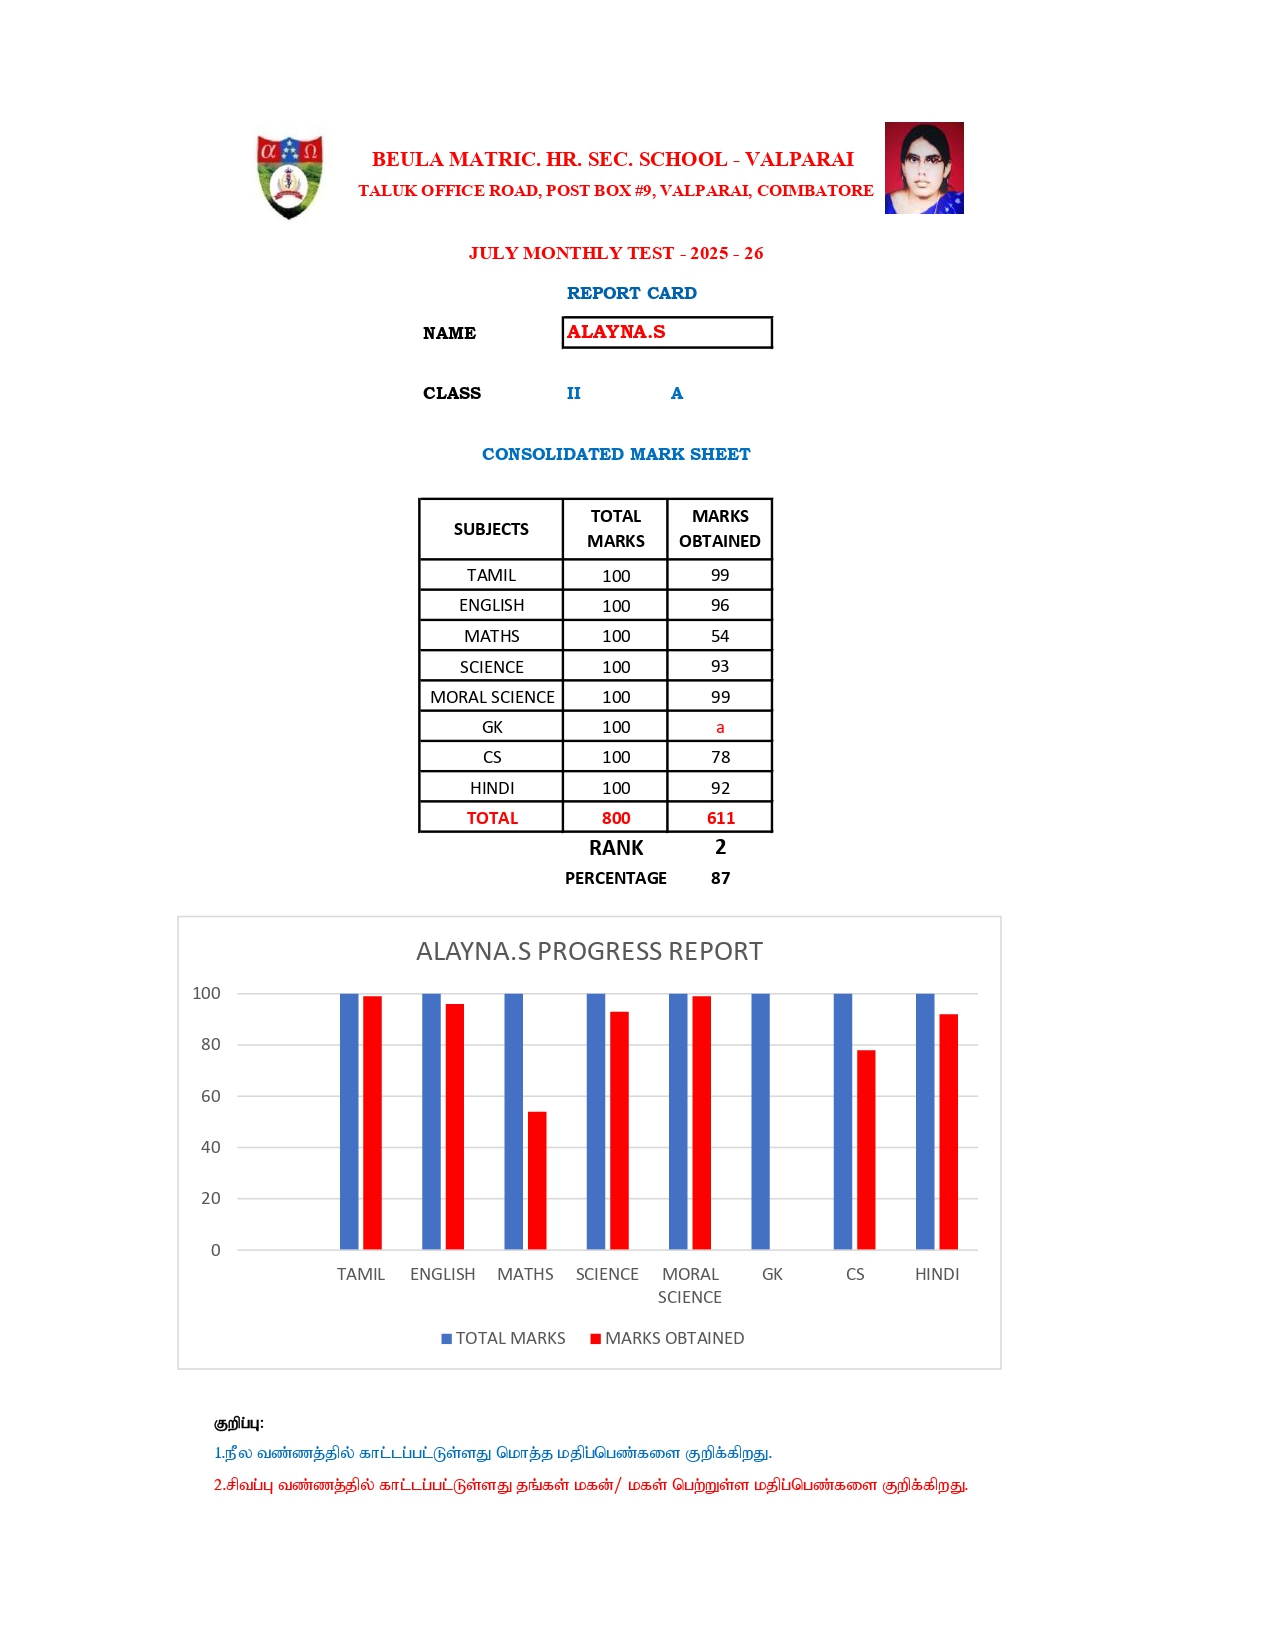 α Ω
BEULA MATRIC. HR. SEC. SCHOOL - VALPARAI
TALUK OFFICE ROAD, POST BOX #9, VALPARAI, COIMBATORE
JULY MONTHLY TEST - 2025 - 26
REPORT CARD
NAME ALAYNA.S
CLASS II A
CONSOLIDATED MARK SHEET
SUBJECTS TOTAL MARKS MARKS OBTAINED
TAMIL 100 99
ENGLISH 100 96
MATHS 100 54
SCIENCE 100 93
MORAL SCIENCE 100 99
GK 100 a
CS 100 78
HINDI 100 92
TOTAL 800 611
RANK 2
PERCENTAGE 87
ALAYNA.S PROGRESS REPORT
100
80
60
40
20
0
TAMIL ENGLISH MATHS SCIENCE MORAL SCIENCE GK CS HINDI
TOTAL MARKS MARKS OBTAINED
குறிப்பு:
1.நீல வண்ணத்தில் காட்டப்பட்டுள்ளது மொத்த மதிப்பெண்களை குறிக்கிறது.
2.சிவப்பு வண்ணத்தில் காட்டப்பட்டுள்ளது தங்கள் மகன்/ மகள் பெற்றுள்ள மதிப்பெண்களை குறிக்கிறது.